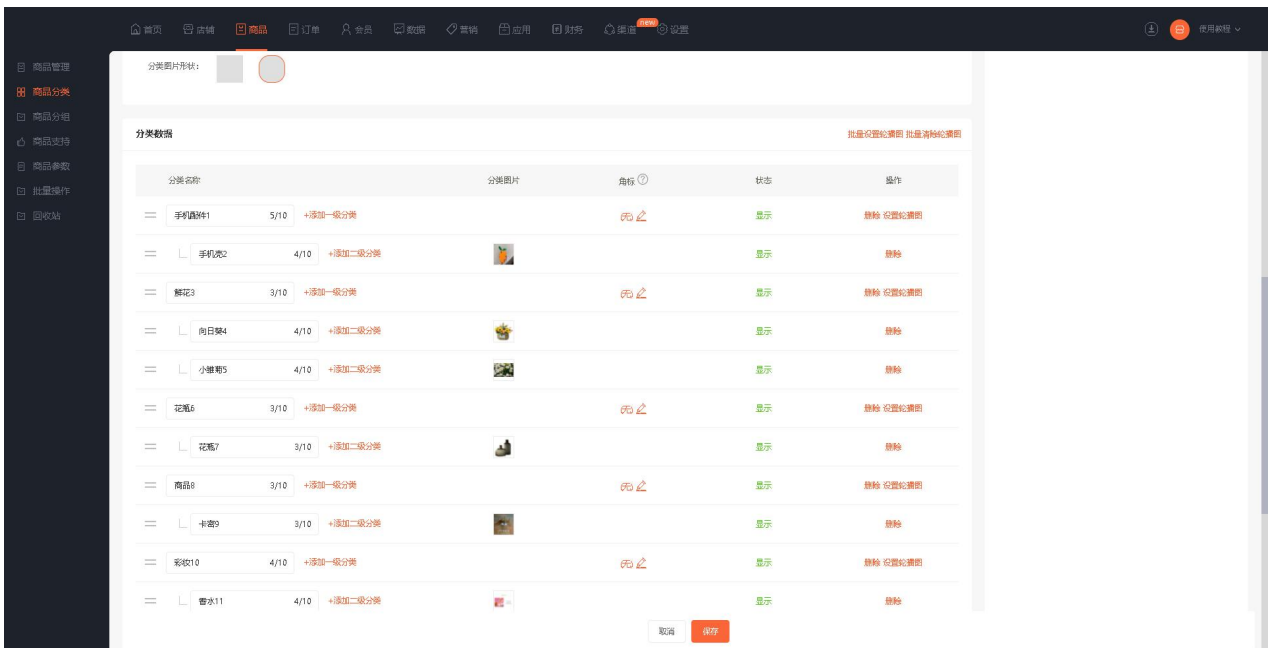 首页 店铺 商品 订单 会员 数据 营销 应用 财务 渠道 new 设置 使用教程
商品管理
商品分类
商品分组
商品支持
商品参数
批量操作
回收站
分类图片形状：
分类数据 批量设置轮播图 批量清除轮播图
分类名称 分类图片 角标 ? 状态 操作
手机配件1 5/10 +添加一级分类 显示 删除 设置轮播图
手机壳2 4/10 +添加二级分类 显示 删除
鲜花3 3/10 +添加一级分类 显示 删除 设置轮播图
向日葵4 4/10 +添加二级分类 显示 删除
小雏菊5 4/10 +添加二级分类 显示 删除
花瓶6 3/10 +添加一级分类 显示 删除 设置轮播图
花瓶7 3/10 +添加二级分类 显示 删除
商品8 3/10 +添加一级分类 显示 删除 设置轮播图
卡密9 3/10 +添加二级分类 显示 删除
彩妆10 4/10 +添加一级分类 显示 删除 设置轮播图
香水11 4/10 +添加二级分类 显示 删除
取消 保存